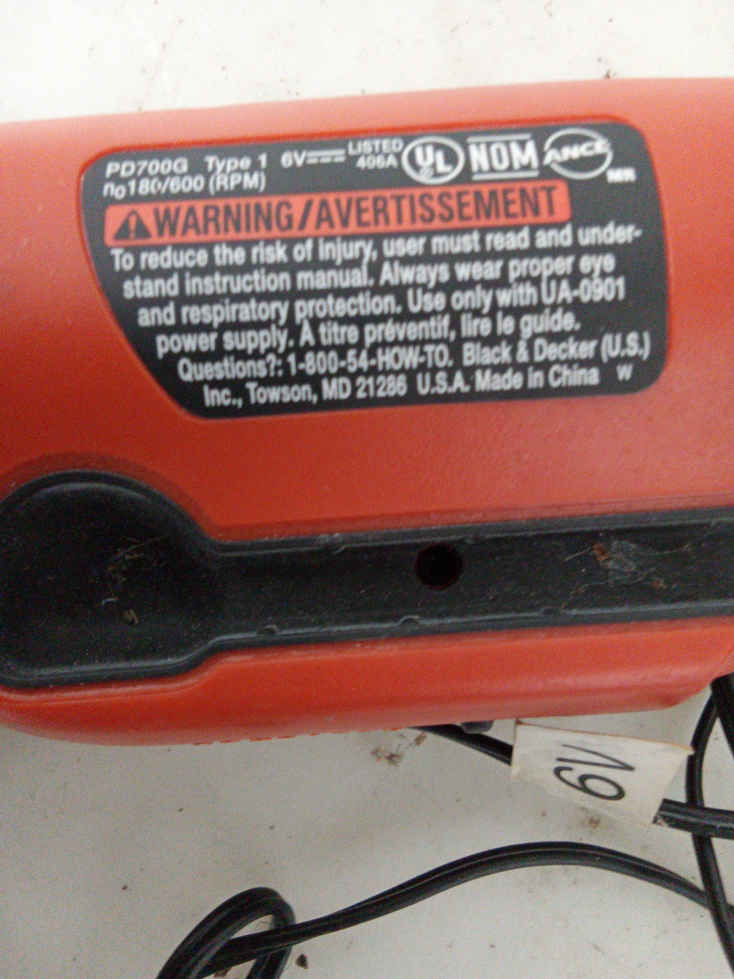 PD700G Type 1 6V LISTED 406A UL NOM ANCE
no180/600 (RPM)
WARNING/AVERTISSEMENT
To reduce the risk of injury, user must read and under-
stand instruction manual. Always wear proper eye
and respiratory protection. Use only with UA-0901
power supply. A titre préventif, lire le guide.
Questions?: 1-800-54-HOW-TO. Black & Decker (U.S.)
Inc., Towson, MD 21286 U.S.A. Made in China W
6V